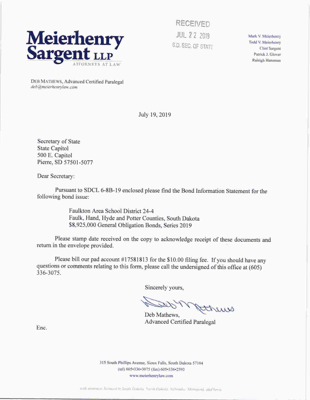 RECEIVED
JUL 22 2019
S.D. SEC. OF STATE
Meierhenry
Sargent LLP
ATTORNEYS AT LAW
Mark V. Meierhenry
Todd V. Meierhenry
Clint Sargent
Patrick J. Glover
Raleigh Hansman
DEB MATHEWS, Advanced Certified Paralegal
deb@meierhenrylaw.com
July 19, 2019
Secretary of State
State Capitol
500 E. Capitol
Pierre, SD 57501-5077
Dear Secretary:
Pursuant to SDCL 6-8B-19 enclosed please find the Bond Information Statement for the
following bond issue:
Faulkton Area School District 24-4
Faulk, Hand, Hyde and Potter Counties, South Dakota
$8,925,000 General Obligation Bonds, Series 2019
Please stamp date received on the copy to acknowledge receipt of these documents and
return in the envelope provided.
Please bill our pad account #17581813 for the $10.00 filing fee. If you should have any
questions or comments relating to this form, please call the undersigned of this office at (605)
336-3075.
Sincerely yours,
Deb Mathews
Deb Mathews,
Advanced Certified Paralegal
Enc.
315 South Phillips Avenue, Sioux Falls, South Dakota 57104
(tel) 605-336-3075 (fax) 605-336-2593
www.meierhenrylaw.com